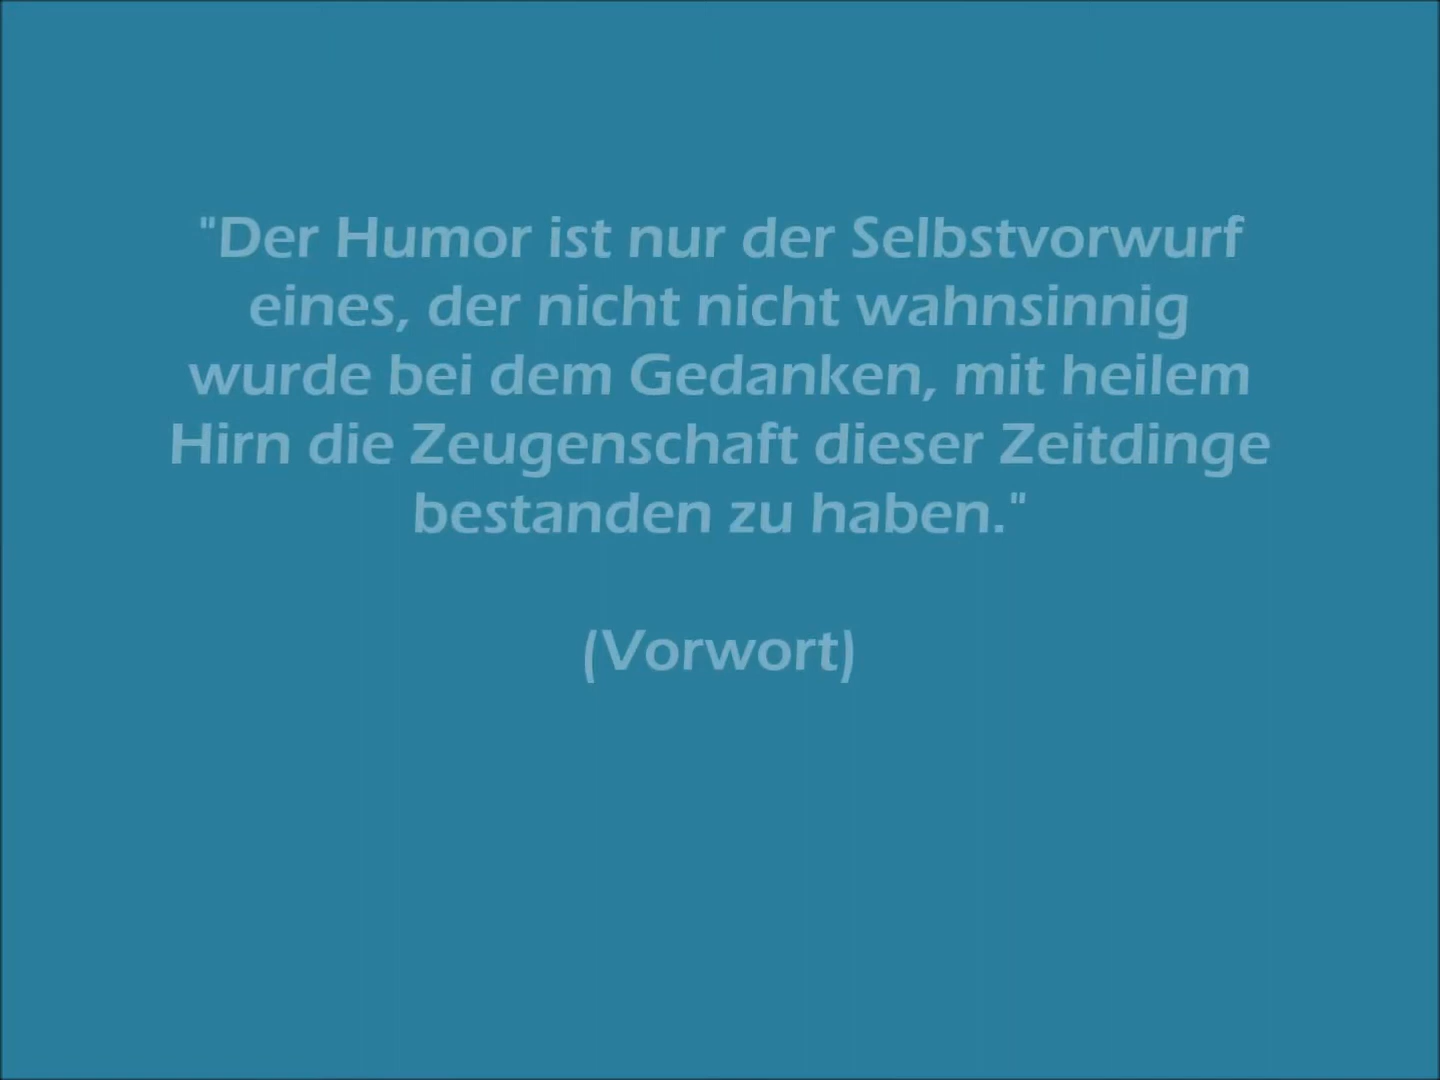 "Der Humor ist nur der Selbstvorwurf
eines, der nicht nicht wahnsinnig
wurde bei dem Gedanken, mit heilem
Hirn die Zeugenschaft dieser Zeitdinge
bestanden zu haben."
(Vorwort)